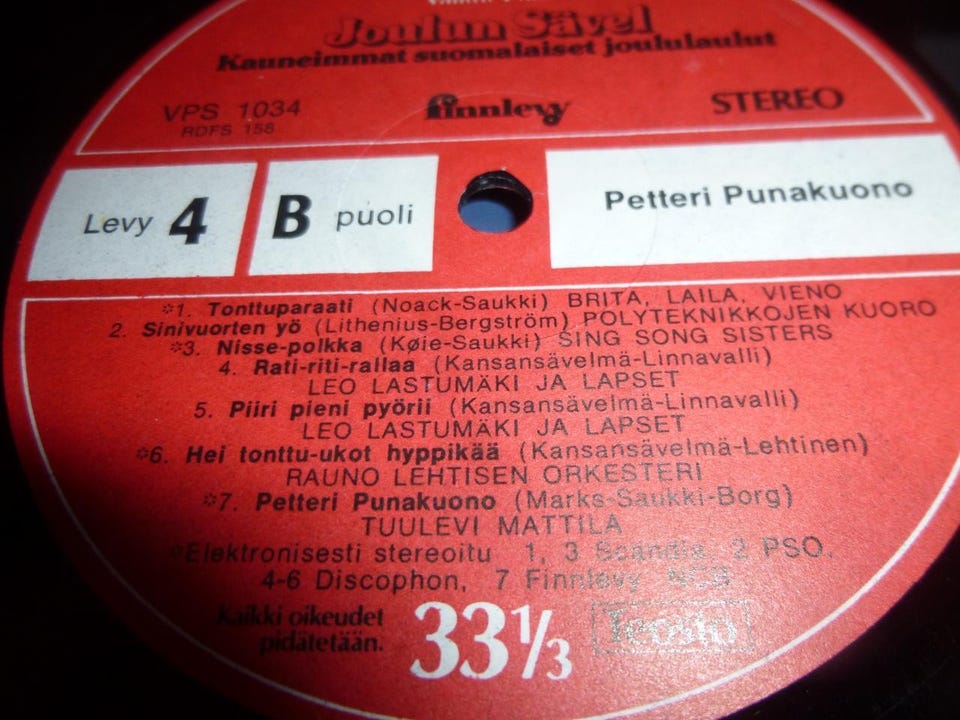 Joulun Sävel
Kauneimmat suomalaiset joululaulut
VPS 1034
RDFS 158
finnlevy
STEREO
Levy 4
B puoli
Petteri Punakuono
*1. Tonttuparaati (Noack-Saukki) BRITA, LAILA, VIENO
2. Sinivuorten yö (Lithenius-Bergström) POLYTEKNIKKOJEN KUORO
*3. Nisse-polkka (Køie-Saukki) SING SONG SISTERS
4. Rati-riti-rallaa (Kansansävelmä-Linnavalli)
LEO LASTUMÄKI JA LAPSET
5. Piiri pieni pyörii (Kansansävelmä-Linnavalli)
LEO LASTUMÄKI JA LAPSET
*6. Hei tonttu-ukot hyppikää (Kansansävelmä-Lehtinen)
RAUNO LEHTISEN ORKESTERI
*7. Petteri Punakuono (Marks-Saukki-Borg)
TUULEVI MATTILA
*Elektronisesti stereoitu 1, 3 Scandia, 2 PSO.
4-6 Discophon, 7 Finnlevy NCB
Kaikki oikeudet
pidätetään.
33 1/3
Teosto